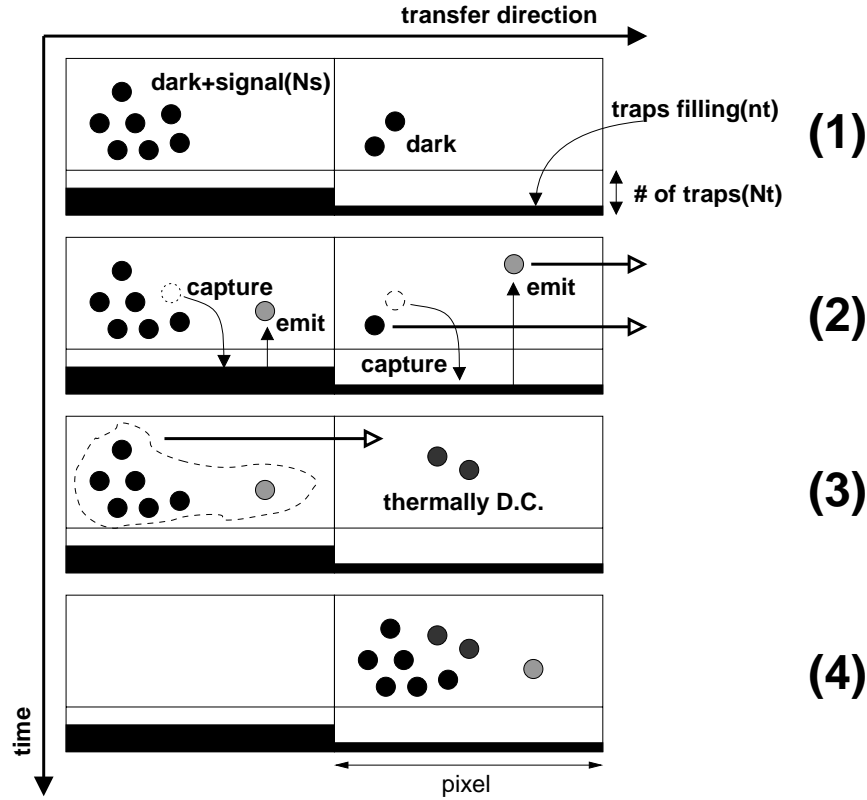 transfer direction
dark+signal(Ns)
dark
traps filling(nt)
(1)
# of traps(Nt)
capture
emit
emit
(2)
capture
thermally D.C.
(3)
(4)
time
pixel